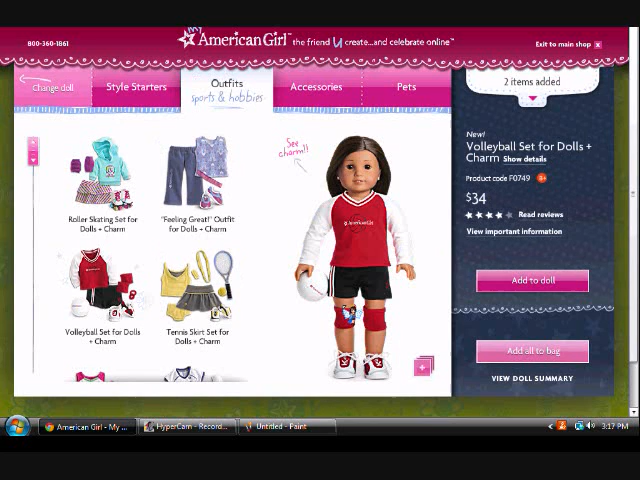 800-360-1861
my
American Girl™ the friend U create...and celebrate online™
Exit to main shop x
Change doll
Style Starters
Outfits
sports & hobbies
Accessories
Pets
2 items added
See
charm!!
New!
Volleyball Set for Dolls +
Charm Show details
Product code F0749 8+
$34
Read reviews
View important information
Add to doll
Add all to bag
VIEW DOLL SUMMARY
Roller Skating Set for
Dolls + Charm
"Feeling Great!" Outfit
for Dolls + Charm
Volleyball Set for Dolls
+ Charm
Tennis Skirt Set for
Dolls + Charm
American Girl - My ...
HyperCam - Record...
Untitled - Paint
3:17 PM